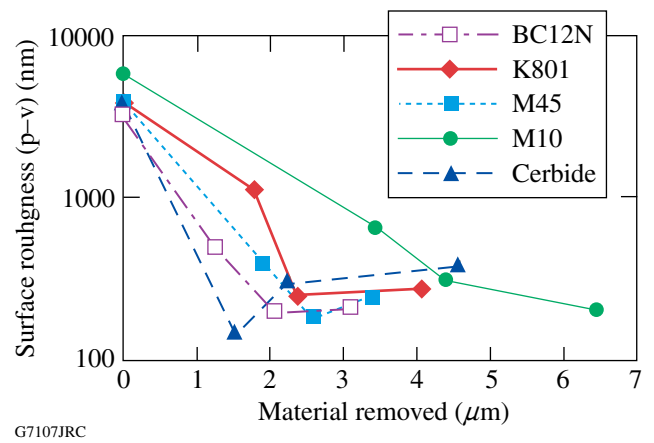 10000
1000
100
Surface rouhgness (p–v) (nm)
BC12N
K801
M45
M10
Cerbide
0 1 2 3 4 5 6 7
Material removed (μm)
G7107JRC